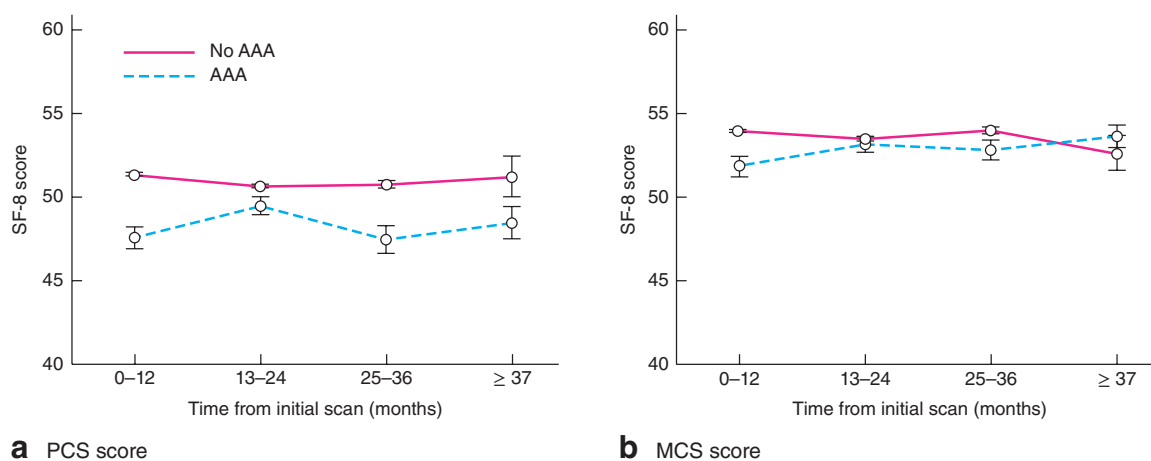 60
55
50
45
40
SF-8 score
No AAA
AAA
0–12 13–24 25–36 ≥ 37
Time from initial scan (months)
a PCS score
60
55
50
45
40
SF-8 score
0–12 13–24 25–36 ≥ 37
Time from initial scan (months)
b MCS score